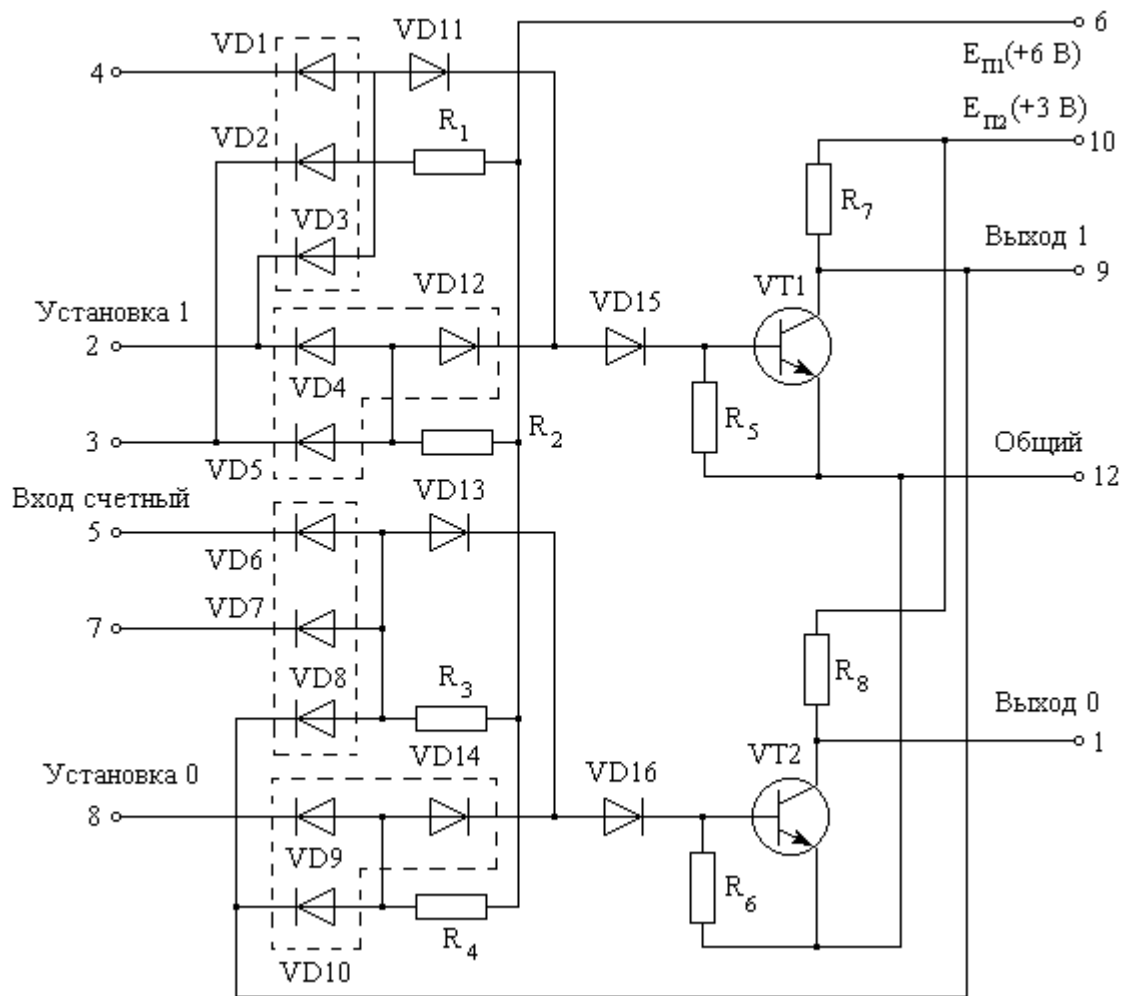 VD1
VD11
6
EП1(+6 В)
4
EП2(+3 В)
VD2
R1
10
R7
VD3
Выход 1
VD12
9
VT1
VD15
Установка 1
2
VD4
R5
3
R2
Общий
VD5
VD13
12
Вход счетный
5
VD6
VD7
7
R8
VD8
R3
Выход 0
VD14
VT2
1
Установка 0
VD16
8
VD9
R6
R4
VD10